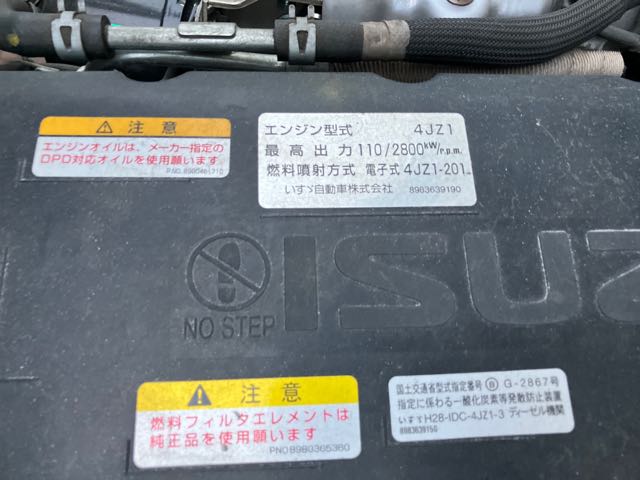 注意
エンジンオイルは、メーカー指定の
DPD対応オイルを使用願います
エンジン型式 4JZ1
最高出力 110/2800kW/r.p.m.
燃料噴射方式 電子式 4JZ1-201
いすゞ自動車株式会社 8983639190
NO STEP
ISUZ
注意
燃料フィルタエレメントは
純正品を使用願います
PNO8980365360
国土交通省型式指定番号 G-2867号
指定に係わる一酸化炭素等発散防止装置
いすゞH28-IDC-4JZ1-3 ディーゼル機関
8983639150